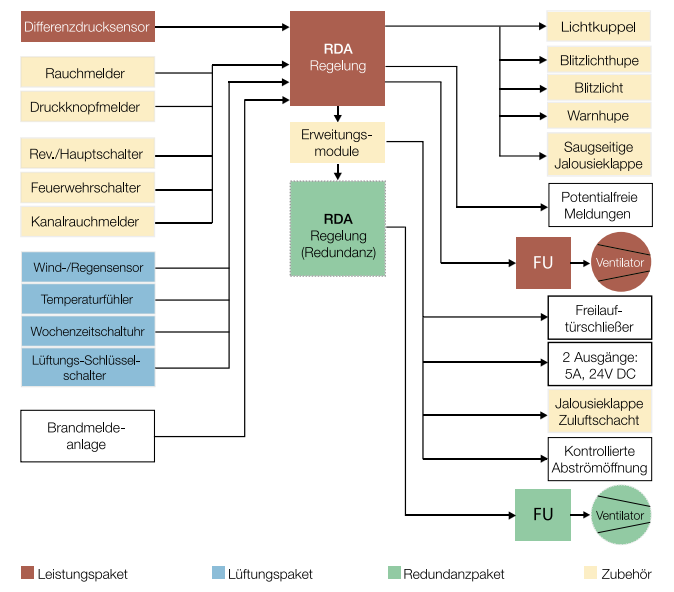 Differenzdrucksensor
Rauchmelder
Druckknopfmelder
Rev./Hauptschalter
Feuerwehrschalter
Kanalrauchmelder
Wind-/Regensensor
Temperaturfühler
Wochenzeitschaltuhr
Lüftungs-Schlüssel-
schalter
Brandmelde-
anlage
RDA
Regelung
Erweitungs-
module
RDA
Regelung
(Redundanz)
Lichtkuppel
Blitzlichthupe
Blitzlicht
Warnhupe
Saugseitige
Jalousieklappe
Potentialfreie
Meldungen
FU
Ventilator
Freilauf-
türschließer
2 Ausgänge:
5A, 24V DC
Jalousieklappe
Zuluftschacht
Kontrollierte
Abströmöffnung
FU
Ventilator
Leistungspaket
Lüftungspaket
Redundanzpaket
Zubehör